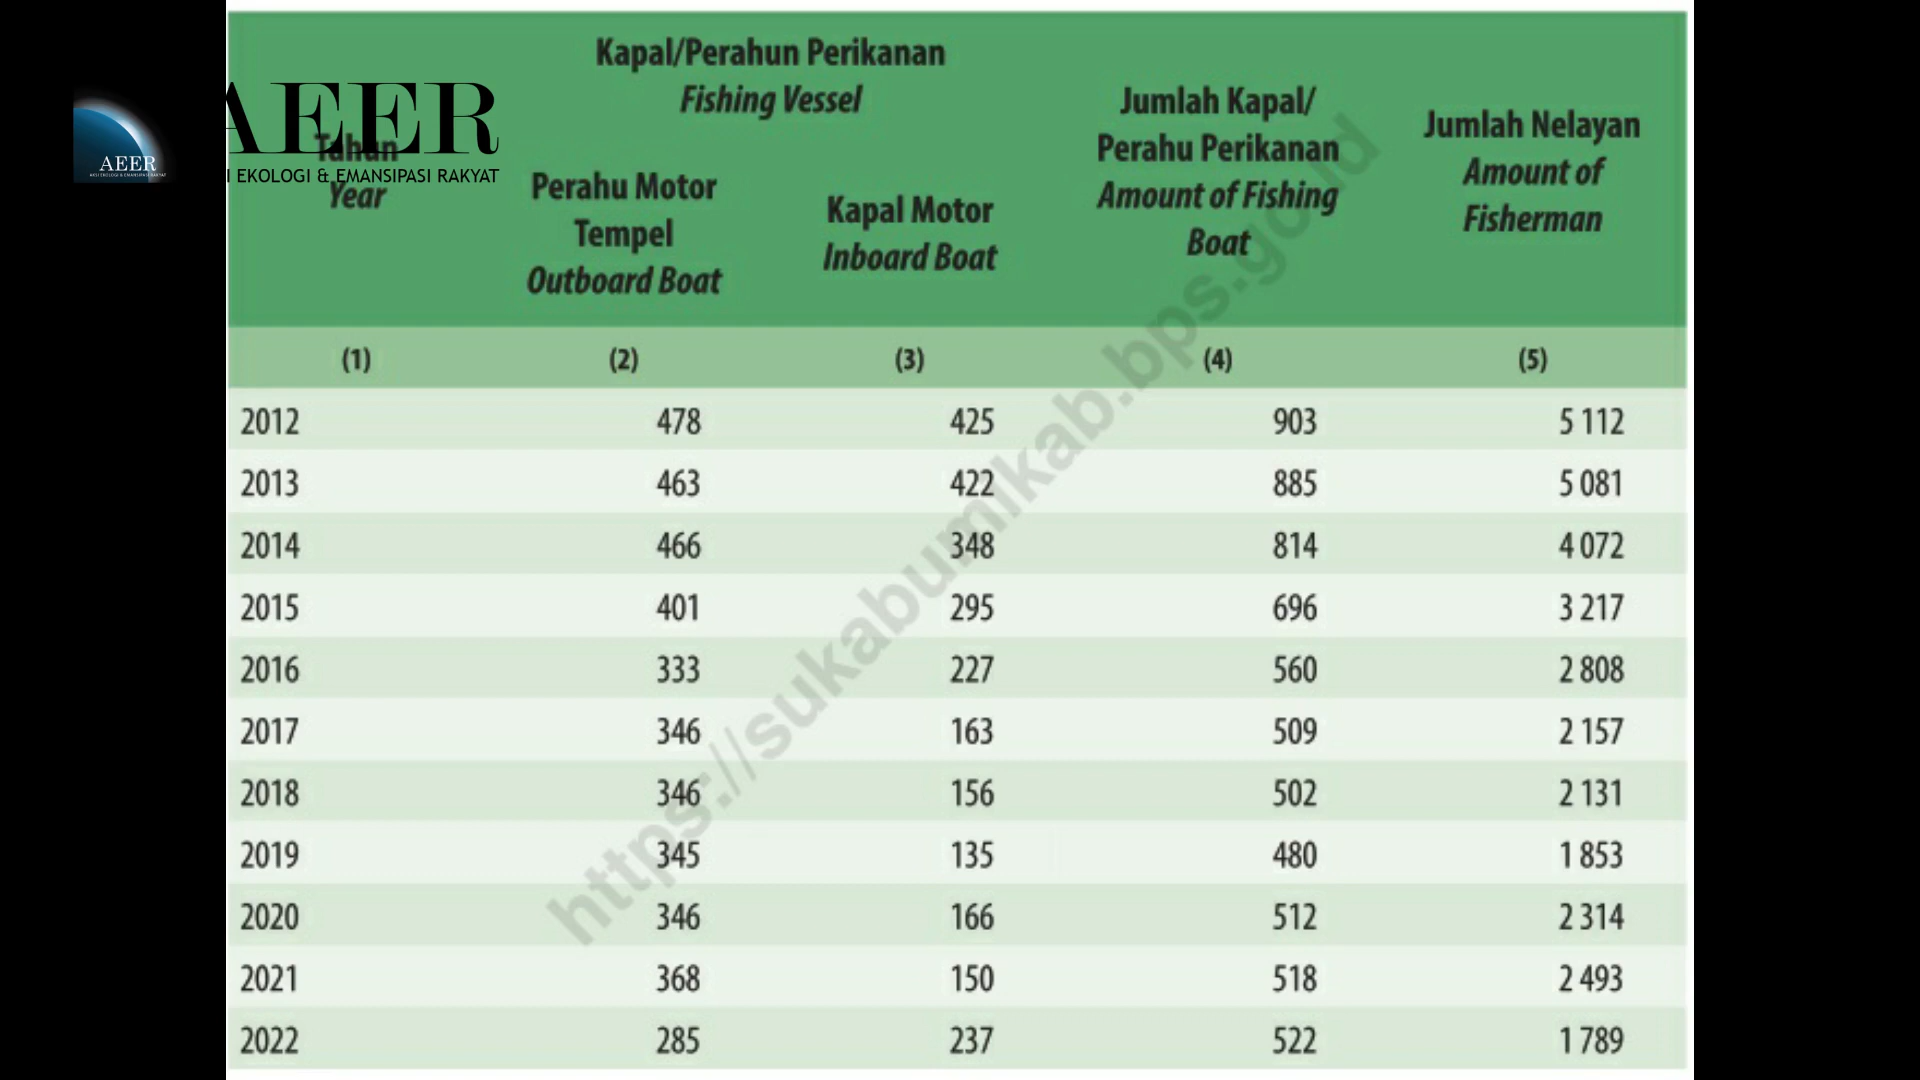 Kapal/Perahun Perikanan
Fishing Vessel
AEER
AEER
AKSI EKOLOGI & EMANSIPASI RAKYAT
I EKOLOGI & EMANSIPASI RAKYAT
Tahun
Year
Perahu Motor
Tempel
Outboard Boat
Kapal Motor
Inboard Boat
Jumlah Kapal/
Perahu Perikanan
Amount of Fishing
Boat
Jumlah Nelayan
Amount of
Fisherman
(1) (2) (3) (4) (5)
2012 478 425 903 5 112
2013 463 422 885 5 081
2014 466 348 814 4 072
2015 401 295 696 3 217
2016 333 227 560 2 808
2017 346 163 509 2 157
2018 346 156 502 2 131
2019 345 135 480 1 853
2020 346 166 512 2 314
2021 368 150 518 2 493
2022 285 237 522 1 789
https://sukabumikab.bps.go.id